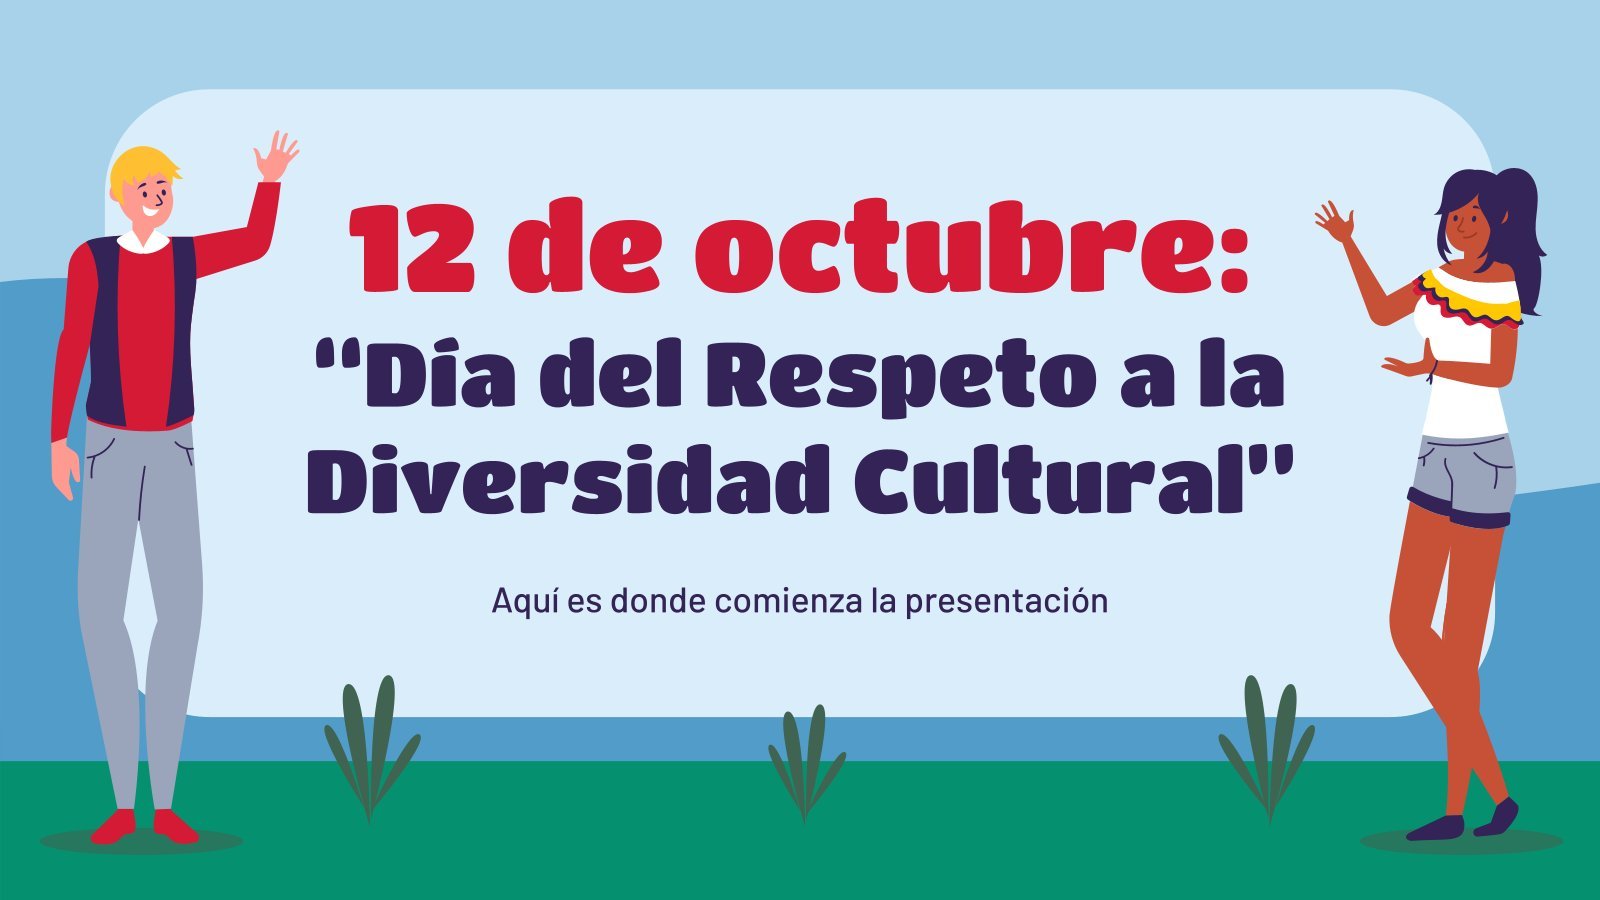 12 de octubre:
"Día del Respeto a la
Diversidad Cultural"
Aquí es donde comienza la presentación